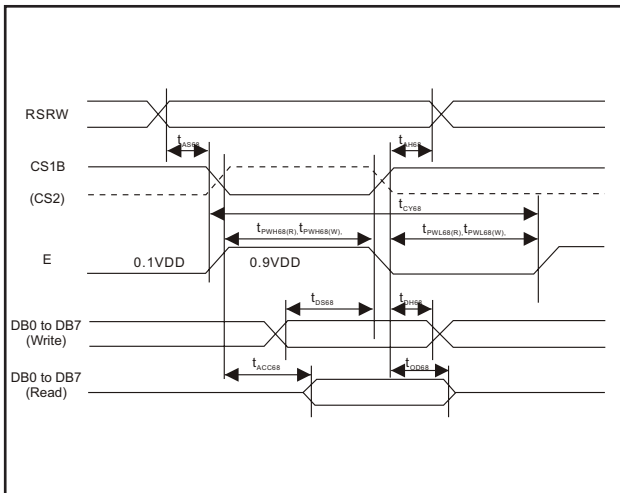 RSRW
tAS68
tAH68
CS1B
(CS2)
tCY68
tPWH68(R),tPWH68(W),
tPWL68(R),tPWL68(W),
E
0.1VDD
0.9VDD
tDS68
tDH68
DB0 to DB7
(Write)
tACC68
tOD68
DB0 to DB7
(Read)